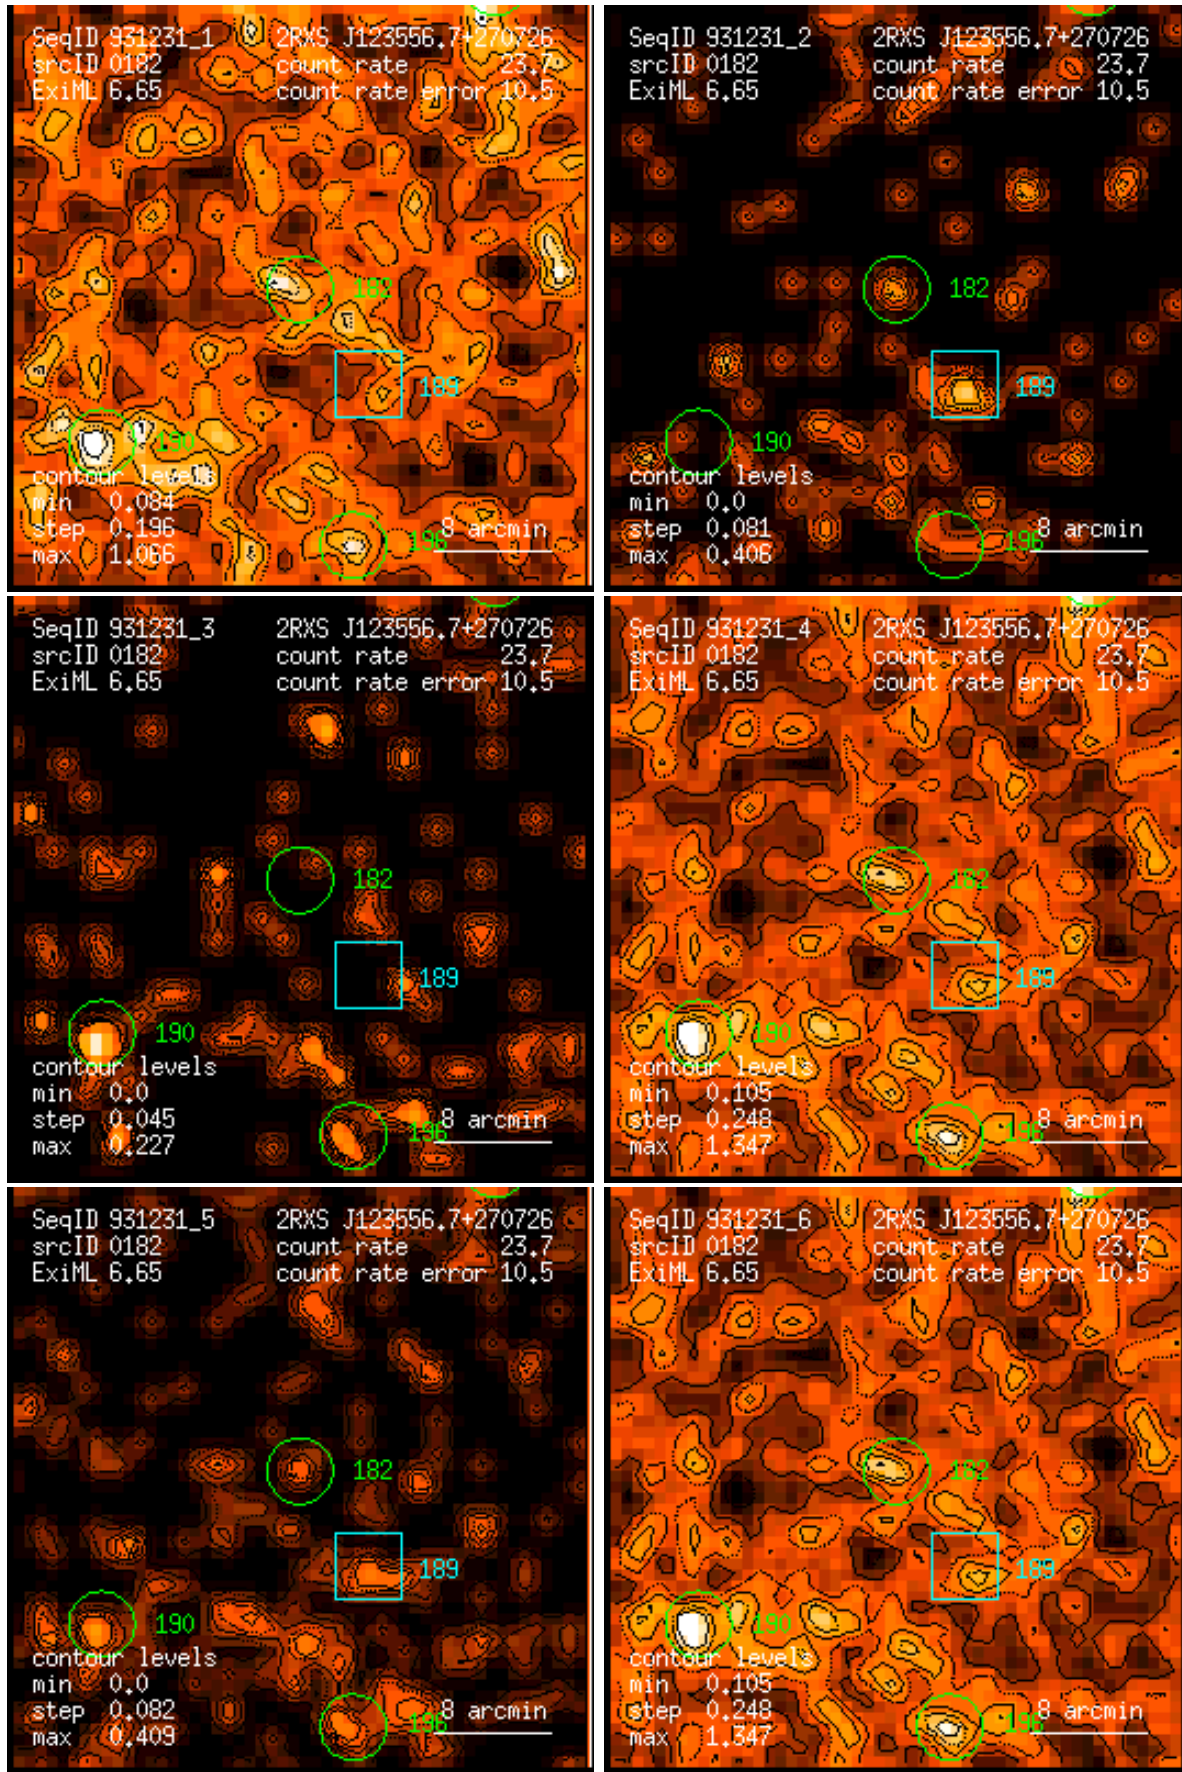 SeqID 931231_1 2RXS J123556.7+270726
srcID 0182 count rate 23.7
ExiML 6.65 count rate error 10.5
182
189
190
contour levels
min 0.084
step 0.196 8 arcmin
196
max 1.066
SeqID 931231_2 2RXS J123556.7+270726
srcID 0182 count rate 23.7
ExiML 6.65 count rate error 10.5
182
189
190
contour levels
min 0.0
step 0.081 8 arcmin
196
max 0.406
SeqID 931231_3 2RXS J123556.7+270726
srcID 0182 count rate 23.7
ExiML 6.65 count rate error 10.5
182
189
190
contour levels
min 0.0
step 0.045 8 arcmin
196
max 0.227
SeqID 931231_4 2RXS J123556.7+270726
srcID 0182 count rate 23.7
ExiML 6.65 count rate error 10.5
182
189
190
contour levels
min 0.105
step 0.248 8 arcmin
196
max 1.347
SeqID 931231_5 2RXS J123556.7+270726
srcID 0182 count rate 23.7
ExiML 6.65 count rate error 10.5
182
189
190
contour levels
min 0.0
step 0.082 8 arcmin
196
max 0.409
SeqID 931231_6 2RXS J123556.7+270726
srcID 0182 count rate 23.7
ExiML 6.65 count rate error 10.5
182
189
190
contour levels
min 0.105
step 0.248 8 arcmin
196
max 1.347